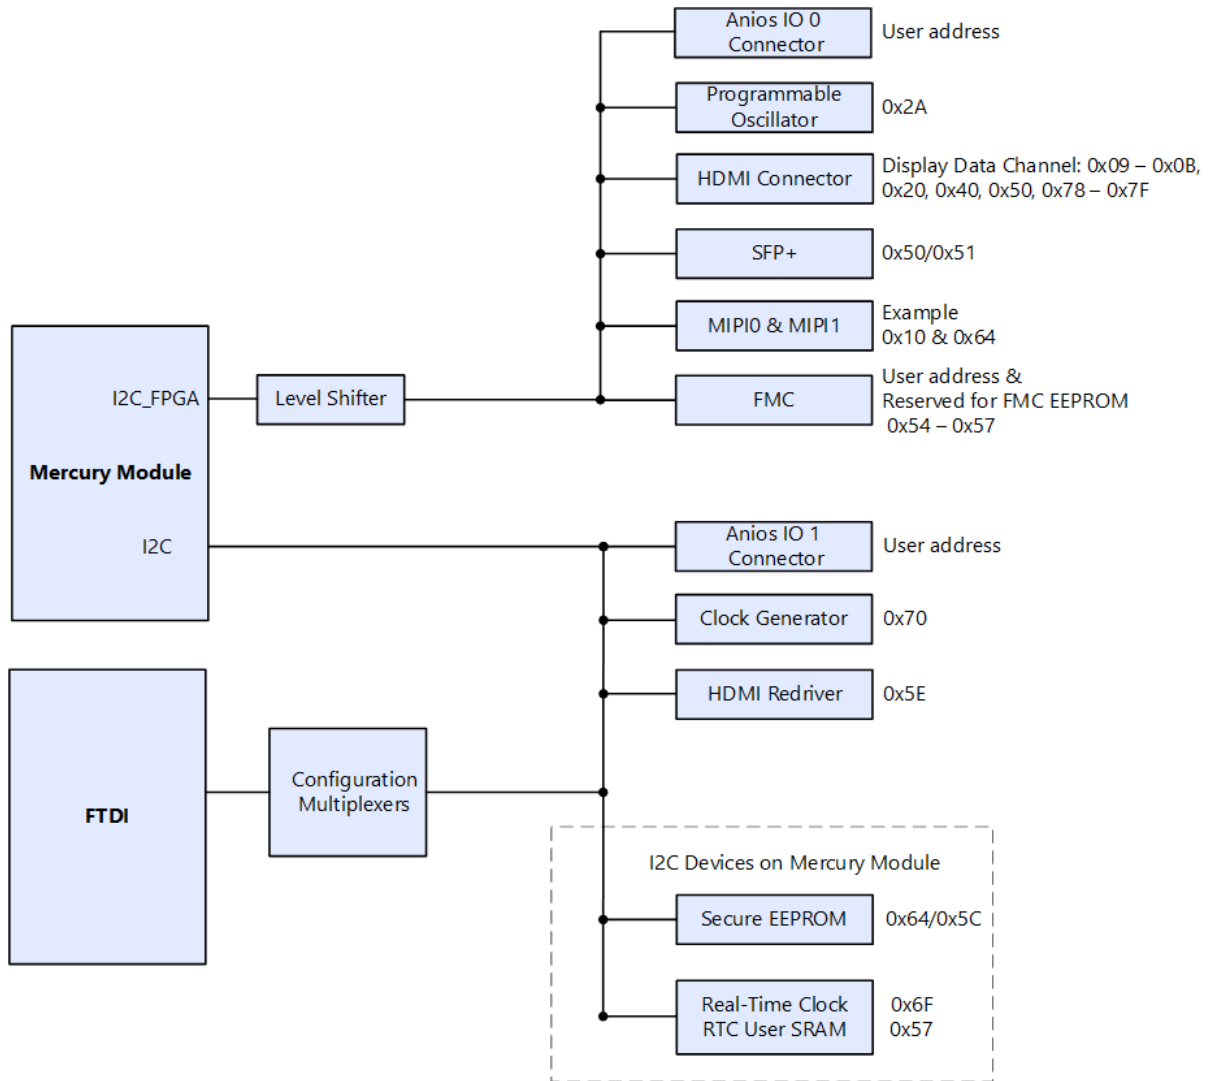 Anios IO 0
Connector
User address
Programmable
Oscillator
0x2A
HDMI Connector
Display Data Channel: 0x09 – 0x0B,
0x20, 0x40, 0x50, 0x78 – 0x7F
SFP+
0x50/0x51
MIPI0 & MIPI1
Example
0x10 & 0x64
I2C_FPGA
Level Shifter
FMC
User address &
Reserved for FMC EEPROM
0x54 – 0x57
Mercury Module
I2C
Anios IO 1
Connector
User address
Clock Generator
0x70
HDMI Redriver
0x5E
FTDI
Configuration
Multiplexers
I2C Devices on Mercury Module
Secure EEPROM
0x64/0x5C
Real-Time Clock
RTC User SRAM
0x6F
0x57